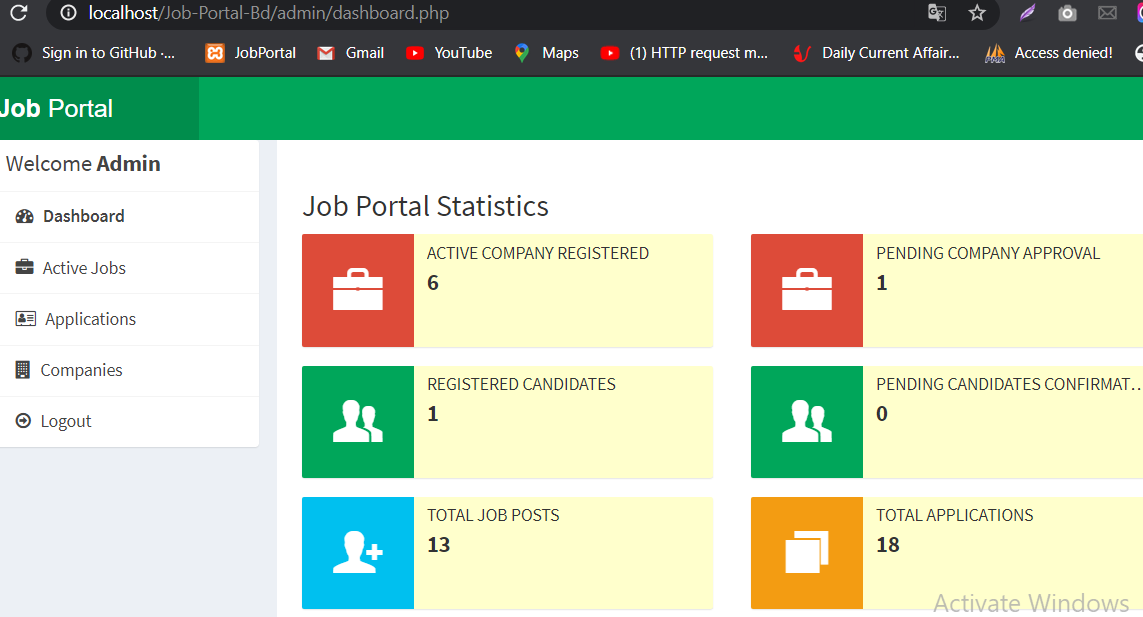 localhost/Job-Portal-Bd/admin/dashboard.php
Sign in to GitHub ·... JobPortal Gmail YouTube Maps (1) HTTP request m... Daily Current Affair... Access denied!
Job Portal
Welcome Admin
Dashboard
Active Jobs
Applications
Companies
Logout
Job Portal Statistics
ACTIVE COMPANY REGISTERED
6
PENDING COMPANY APPROVAL
1
REGISTERED CANDIDATES
1
PENDING CANDIDATES CONFIRMAT...
0
TOTAL JOB POSTS
13
TOTAL APPLICATIONS
18
Activate Windows